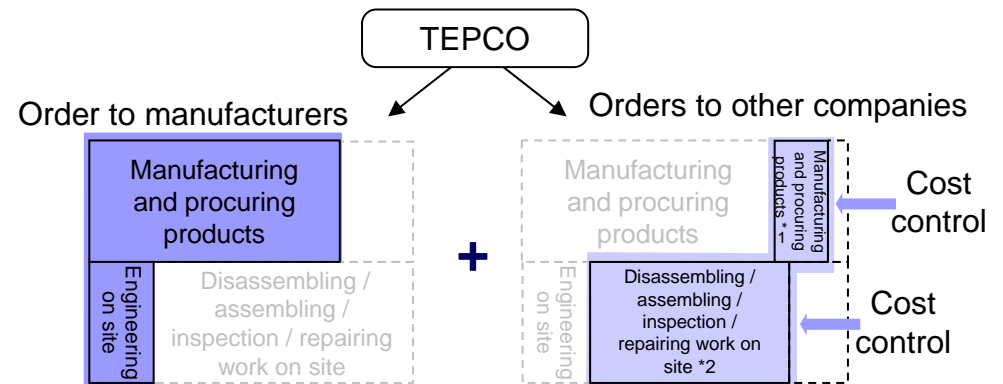 TEPCO
Order to manufacturers
Manufacturing
and procuring
products
Engineering
on site
Disassembling /
assembling /
inspection / repairing
work on site
+
Orders to other companies
Manufacturing
and procuring
products
Manufacturing
and procuring
products *1
Engineering
on site
Disassembling /
assembling /
inspection /
repairing work on
site *2
Cost
control
Cost
control